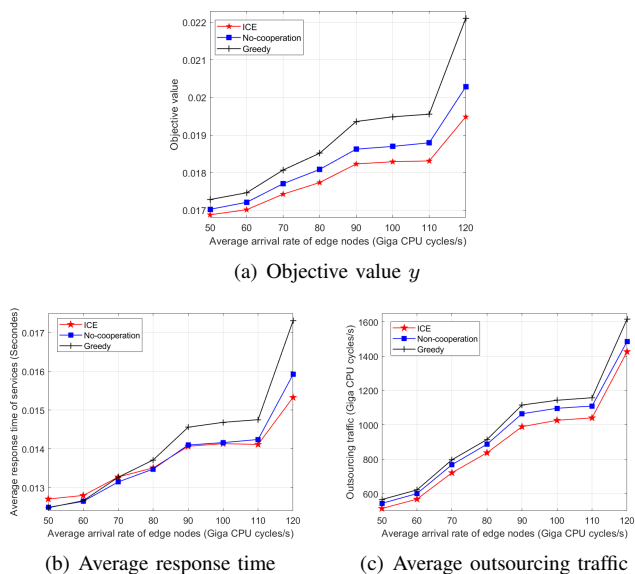 0.022
0.021
0.02
0.019
0.018
0.017
Objective value
ICE
No-cooperation
Greedy
50 60 70 80 90 100 110 120
Average arrival rate of edge nodes (Giga CPU cycles/s)
(a) Objective value y
0.017
0.016
0.015
0.014
0.013
Average response time of services (Secondes)
ICE
No-cooperation
Greedy
50 60 70 80 90 100 110 120
Average arrival rate of edge nodes (Giga CPU cycles/s)
(b) Average response time
1600
1400
1200
1000
800
600
Outsourcing traffic (Giga CPU cycles/s)
ICE
Non-cooperation
Greedy
50 60 70 80 90 100 110 120
Average arrival rate of edge nodes (Giga CPU cycles/s)
(c) Average outsourcing traffic